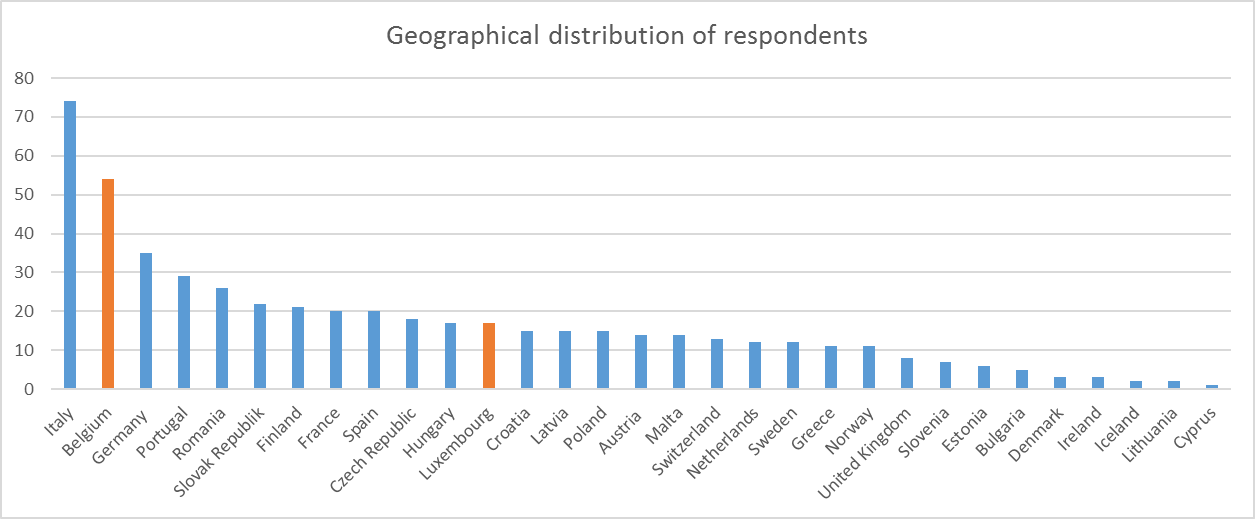 Geographical distribution of respondents
80
70
60
50
40
30
20
10
0
Italy
Belgium
Germany
Portugal
Romania
Slovak Republik
Finland
France
Spain
Czech Republic
Hungary
Luxembourg
Croatia
Latvia
Poland
Austria
Malta
Switzerland
Netherlands
Sweden
Greece
Norway
United Kingdom
Slovenia
Estonia
Bulgaria
Denmark
Ireland
Iceland
Lithuania
Cyprus